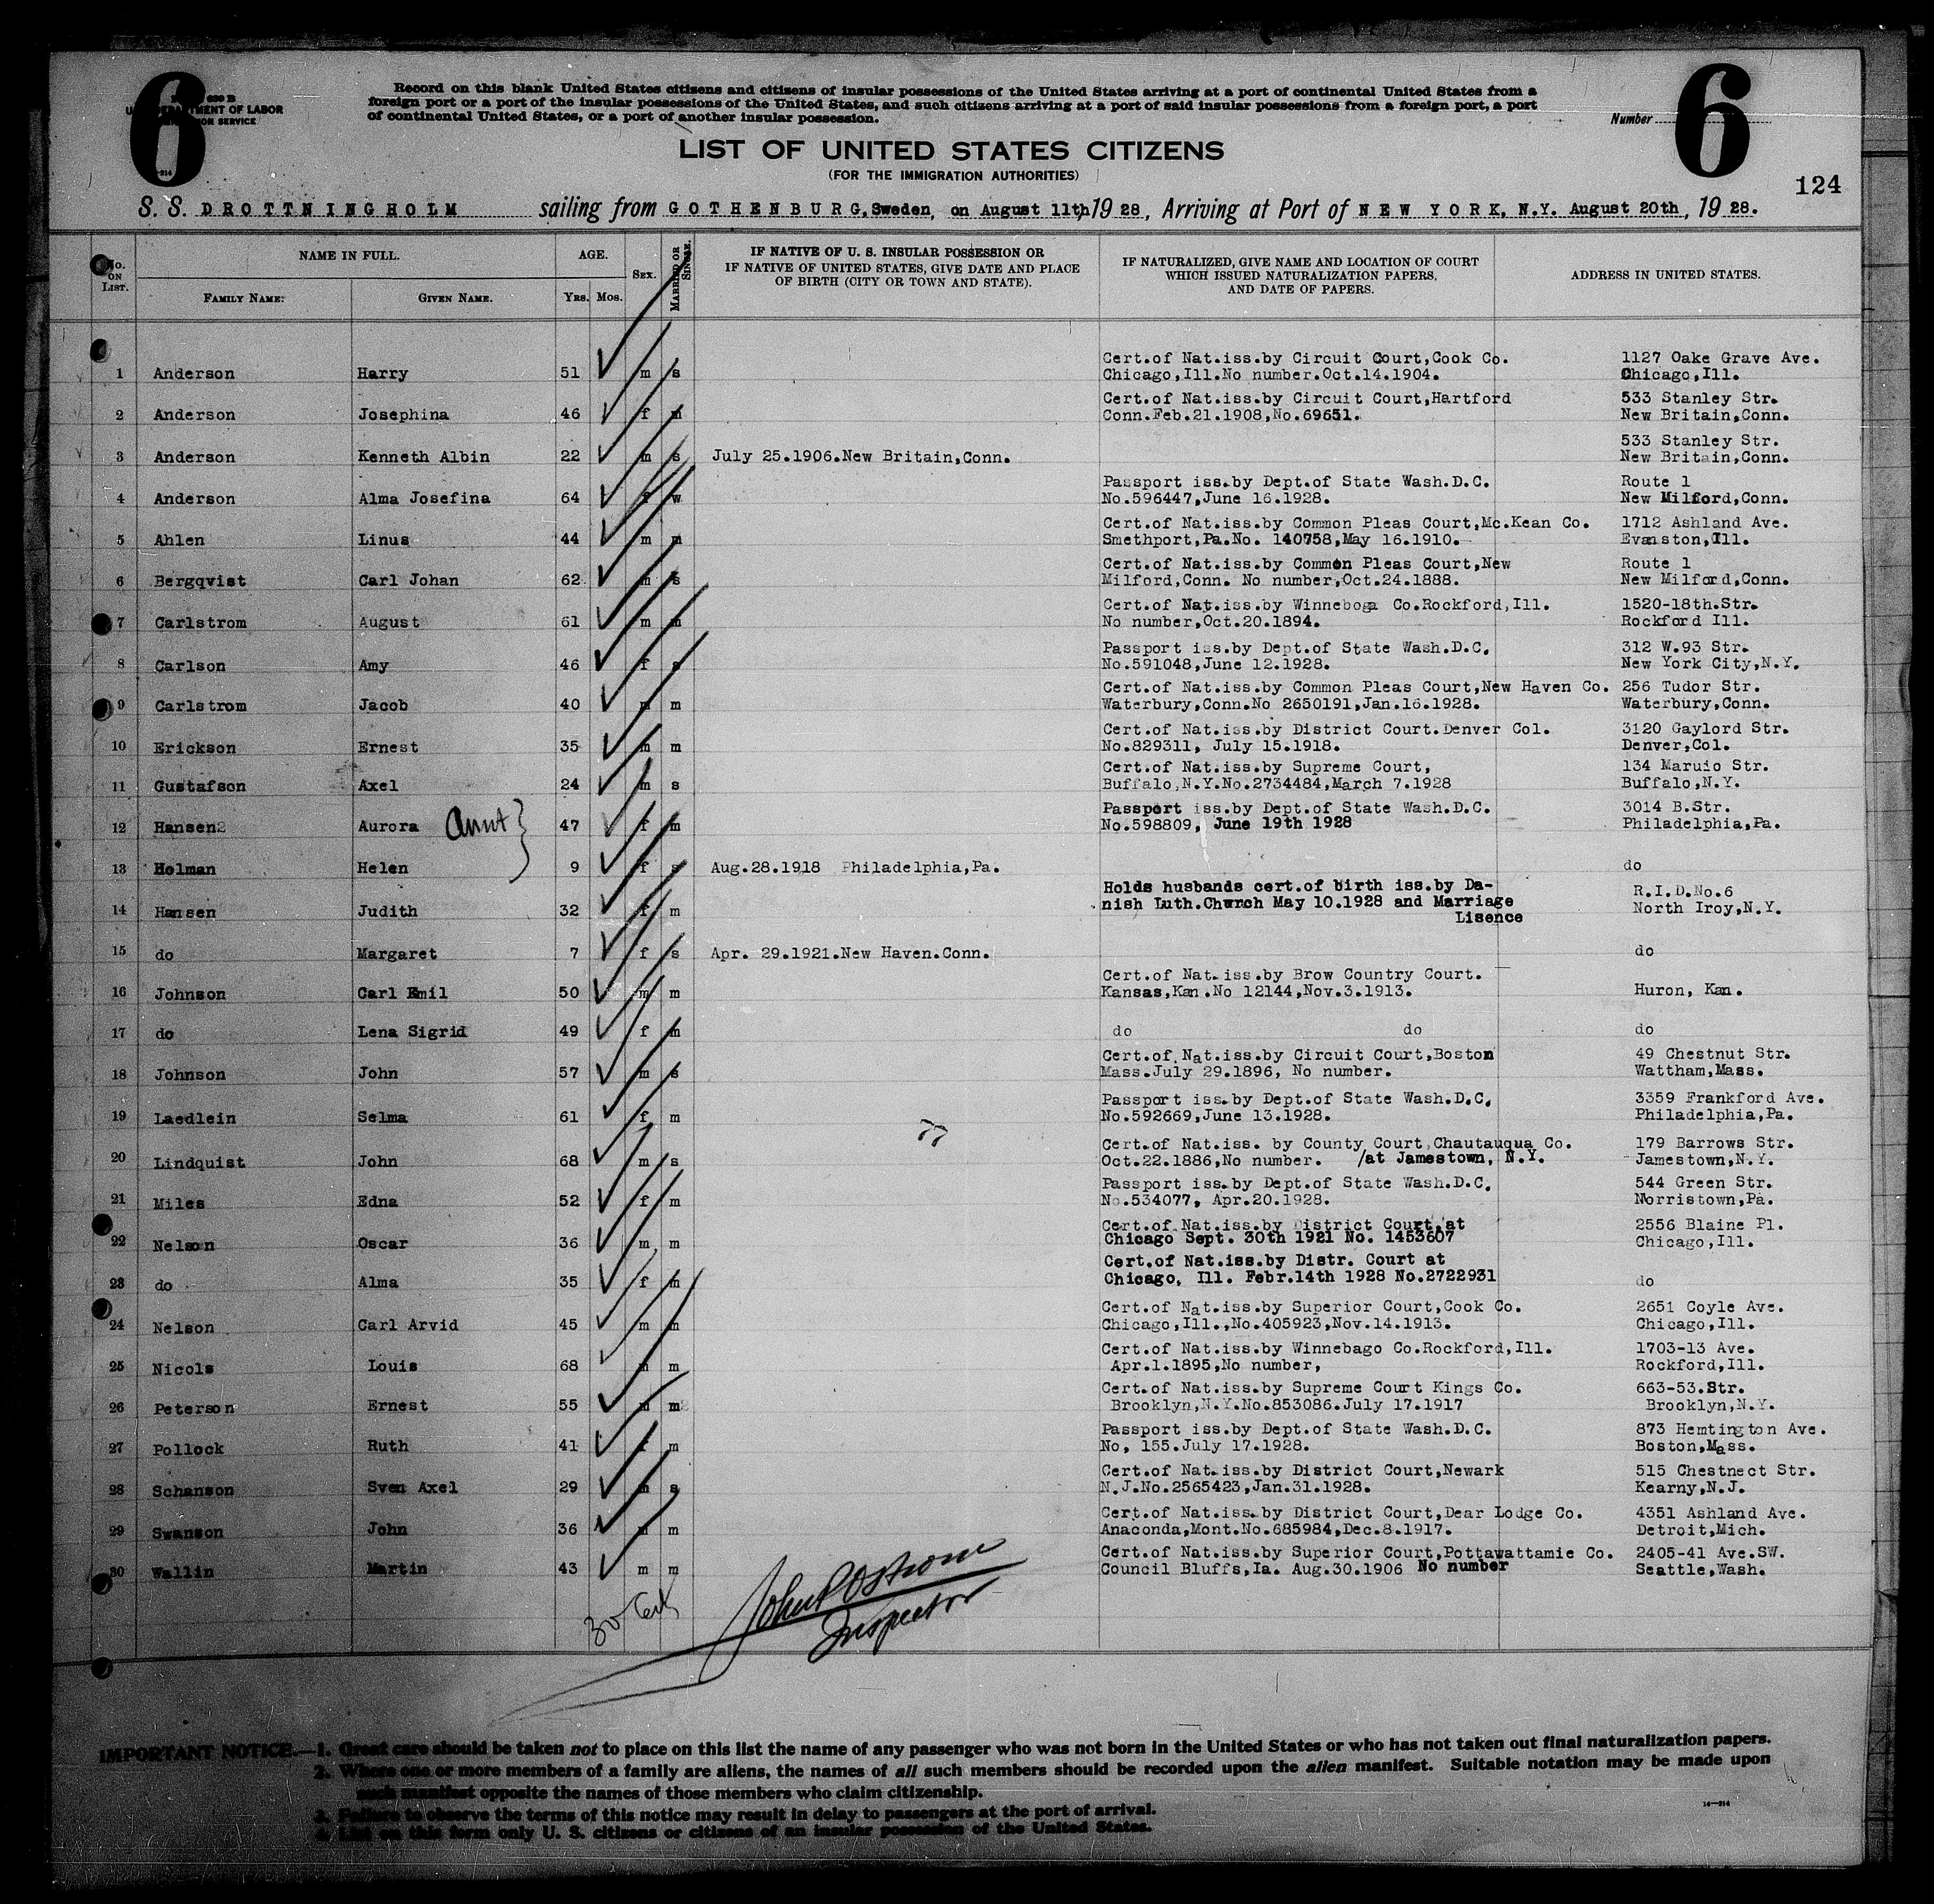 6
6
U.S. DEPARTMENT OF LABOR
IMMIGRATION SERVICE
Record on this blank United States citizens and citizens of insular possessions of the United States arriving at a port of continental United States from a
foreign port or a port of the insular possessions of the United States, and such citizens arriving at a port of said insular possessions from a foreign port, a port
of continental United States, or a port of another insular possession.
Number
LIST OF UNITED STATES CITIZENS
(FOR THE IMMIGRATION AUTHORITIES)
124
S. S. DROTTNINGHOLM sailing from GOTHENBURG, Sweden, on August 11th, 19 28, Arriving at Port of NEW YORK, N.Y. August 20th, 19 28.
No. ON LIST.
NAME IN FULL.
FAMILY NAME:
GIVEN NAME.
AGE.
YRS. MOS.
SEX.
MARRIED OR SINGLE.
IF NATIVE OF U. S. INSULAR POSSESSION OR
IF NATIVE OF UNITED STATES, GIVE DATE AND PLACE
OF BIRTH (CITY OR TOWN AND STATE).
IF NATURALIZED, GIVE NAME AND LOCATION OF COURT
WHICH ISSUED NATURALIZATION PAPERS,
AND DATE OF PAPERS.
ADDRESS IN UNITED STATES.
Cert.of Nat.iss.by Circuit Court,Cook Co. 1127 Oake Grave Ave.
1 Anderson Harry 51 m s Chicago,Ill.No number.Oct.14.1904. Chicago,Ill.
Cert.of Nat.iss.by Circuit Court,Hartford 533 Stanley Str.
2 Anderson Josephina 46 f m Conn.Feb.21.1908,No.69651. New Britain,Conn.
533 Stanley Str.
3 Anderson Kenneth Albin 22 m s July 25.1906.New Britain,Conn. New Britain,Conn.
Passport iss.by Dept.of State Wash.D.C. Route 1
4 Anderson Alma Josefina 64 f w No.596447,June 16.1928. New Milford,Conn.
Cert.of Nat.iss.by Common Pleas Court,Mc.Kean Co. 1712 Ashland Ave.
5 Ahlen Linus 44 m m Smethport,Pa.No. 140758,May 16.1910. Evanston,Ill.
Cert.of Nat.iss.by Common Pleas Court,New Route 1
6 Bergqvist Carl Johan 62 m s Milford,Conn. No number,Oct.24.1888. New Milford,Conn.
Cert.of Nat.iss.by Winneboga Co.Rockford,Ill. 1520-18th.Str.
7 Carlstrom August 61 m m No number,Oct.20.1894. Rockford Ill.
Passport iss.by Dept.of State Wash.D.C. 312 W.93 Str.
8 Carlson Amy 46 f s No.591048,June 12.1928. New York City,N.Y.
Cert.of Nat.iss.by Common Pleas Court,New Haven Co. 256 Tudor Str.
9 Carlstrom Jacob 40 m m Waterbury,Conn.No 2650191,Jan.16.1928. Waterbury,Conn.
Cert.of Nat.iss.by District Court.Denver Col. 3120 Gaylord Str.
10 Erickson Ernest 35 m m No.829311, July 15.1918. Denver,Col.
Cert.of Nat.iss.by Supreme Court, 134 Maruio Str.
11 Gustafson Axel 24 m s Buffalo,N.Y.No.2734484,March 7.1928 Buffalo,N.Y.
Passport iss.by Dept.of State Wash.D.C. 3014 B.Str.
12 Hansen Aurora Aunt } 47 f m No.598809, June 19th 1928 Philadelphia,Pa.
13 Holman Helen 9 f s Aug.28.1918 Philadelphia,Pa. do
Holds husbands cert.of birth iss.by Da- R.I.D.No.6
14 Hansen Judith 32 f m nish Luth.Church May 10.1928 and Marriage North Iroy,N.Y.
Lisence
15 do Margaret 7 f s Apr. 29.1921.New Haven.Conn. do
Cert.of Nat.iss.by Brow Country Court.
16 Johnson Carl Emil 50 m m Kansas,Kan.No 12144,Nov.3.1913. Huron, Kan.
17 do Lena Sigrid 49 f m do do do
Cert.of Nat.iss.by Circuit Court,Boston 49 Chestnut Str.
18 Johnson John 57 m s Mass.July 29.1896, No number. Wattham,Mass.
Passport iss.by Dept.of State Wash.D.C. 3359 Frankford Ave.
19 Laedlein Selma 61 f m No.592669,June 13.1928. Philadelphia,Pa.
Cert.of Nat.iss. by County Court,Chautauqua Co. 179 Barrows Str.
20 Lindquist John 68 m s Oct.22.1886,No number. /at Jamestown, N.Y. Jamestown,N.Y.
Passport iss.by Dept.of State Wash.D.C. 544 Green Str.
21 Miles Edna 52 f m No.534077, Apr.20.1928. Norristown,Pa.
Cert.of Nat.iss.by District Court,at 2556 Blaine Pl.
22 Nelson Oscar 36 m m Chicago Sept. 30th 1921 No. 1453607 Chicago,Ill.
Cert.of Nat.iss.by Distr. Court at
23 do Alma 35 f m Chicago, Ill. Febr.14th 1928 No.2722931 do
Cert.of Nat.iss.by Superior Court,Cook Co. 2651 Coyle Ave.
24 Nelson Carl Arvid 45 m m Chicago,Ill.,No.405923,Nov.14.1913. Chicago,Ill.
Cert.of Nat.iss.by Winnebago Co.Rockford,Ill. 1703-13 Ave.
25 Nicols Louis 68 m m Apr.1.1895,No number, Rockford,Ill.
Cert.of Nat.iss.by Supreme Court Kings Co. 663-53.Str.
26 Peterson Ernest 55 m m Brooklyn,N.Y.No.853086.July 17.1917 Brooklyn,N.Y.
Passport iss.by Dept.of State Wash.D.C. 873 Hemtington Ave.
27 Pollock Ruth 41 f m No, 155.July 17.1928. Boston,Mass.
Cert.of Nat.iss.by District Court,Newark 515 Chestnect Str.
28 Schanson Sven Axel 29 m s N.J.No.2565423,Jan.31.1928. Kearny,N.J.
Cert.of Nat.iss.by District Court,Dear Lodge Co. 4351 Ashland Ave.
29 Swanson John 36 m m Anaconda,Mont.No.685984,Dec.8.1917. Detroit,Mich.
Cert.of Nat.iss.by Superior Court,Pottawattamie Co. 2405-41 Ave.SW.
30 Wallin Martin 43 m m Council Bluffs,Ia. Aug.30.1906 No number Seattle,Wash.
30
John P Ostrom
Inspector
IMPORTANT NOTICE.—1. Great care should be taken not to place on this list the name of any passenger who was not born in the United States or who has not taken out final naturalization papers.
2. Where one or more members of a family are aliens, the names of all such members should be recorded upon the alien manifest. Suitable notation may be made upon
such manifest opposite the names of those members who claim citizenship.
3. Failure to observe the terms of this notice may result in delay to passengers at the port of arrival.
4. List on this form only U. S. citizens or citizens of an insular possession of the United States.
14—214